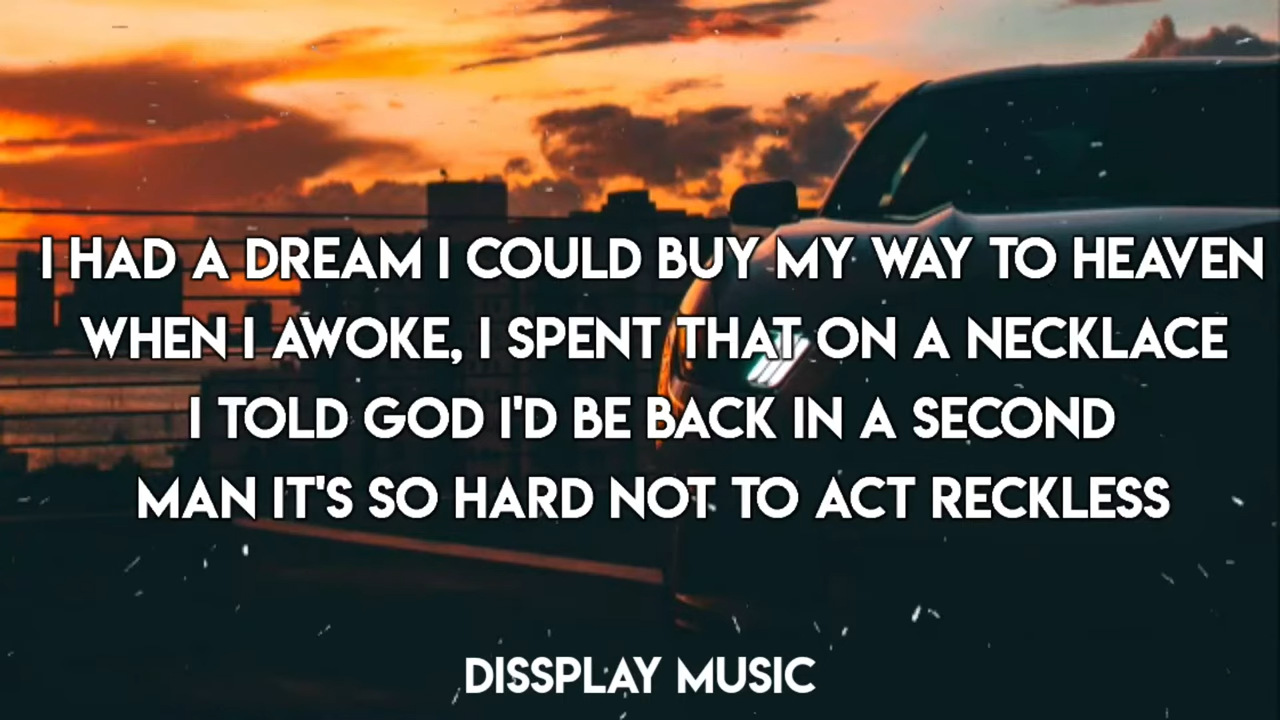 I HAD A DREAM I COULD BUY MY WAY TO HEAVEN
WHEN I AWOKE, I SPENT THAT ON A NECKLACE
I TOLD GOD I'D BE BACK IN A SECOND
MAN IT'S SO HARD NOT TO ACT RECKLESS
DISSPLAY MUSIC